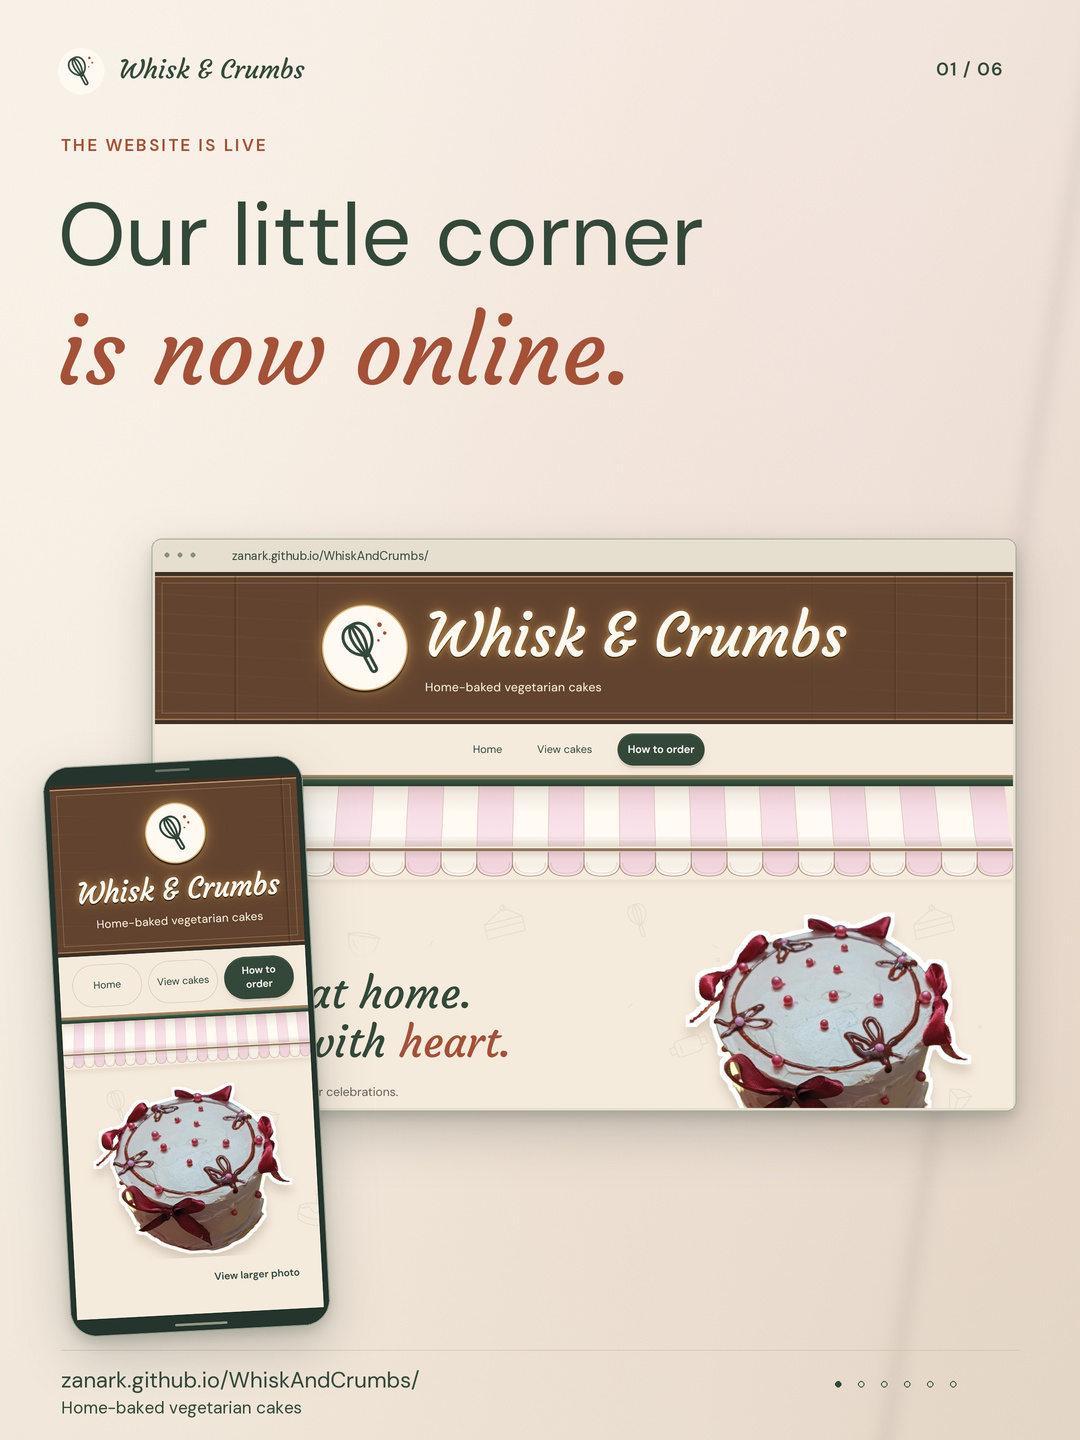 Whisk & Crumbs
01 / 06
THE WEBSITE IS LIVE
Our little corner
is now online.
zanark.github.io/WhiskAndCrumbs/
Whisk & Crumbs
Home-baked vegetarian cakes
Home
View cakes
How to order
at home.
with heart.
r celebrations.
Whisk & Crumbs
Home-baked vegetarian cakes
Home
View cakes
How to
order
View larger photo
zanark.github.io/WhiskAndCrumbs/
Home-baked vegetarian cakes